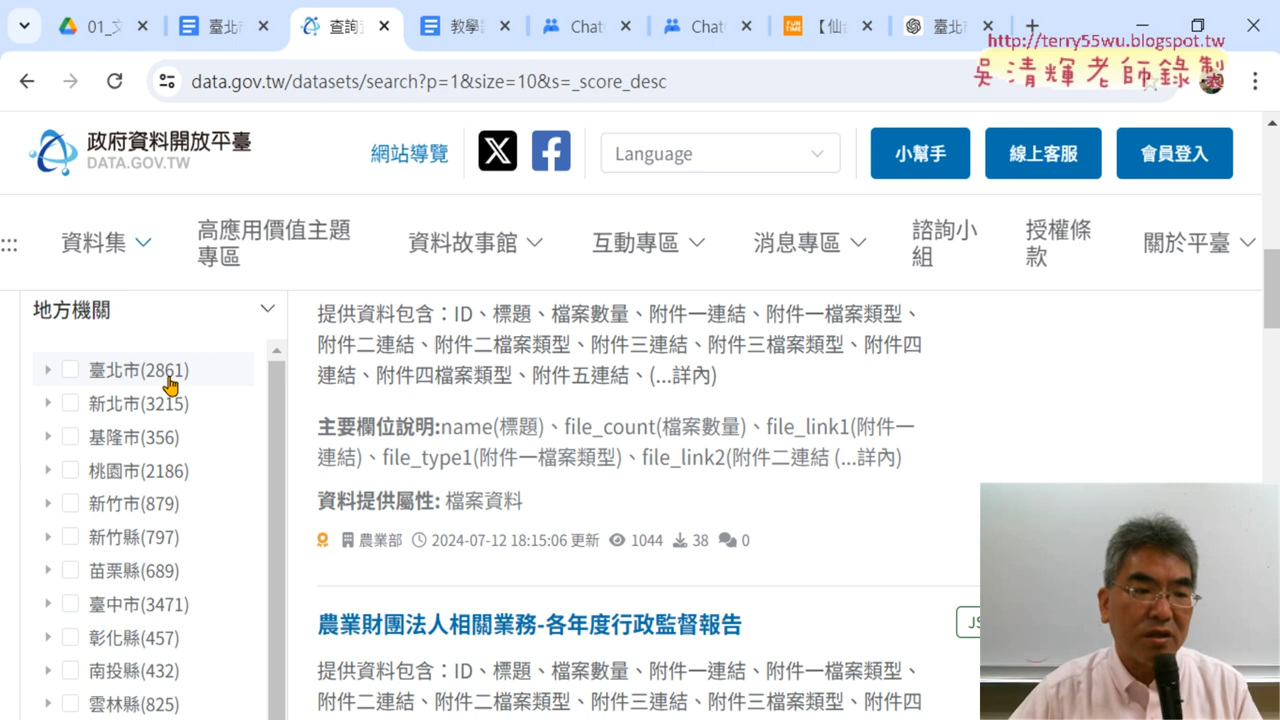 01_文
臺北市
查詢
教學
Chat
Chat
【仙
臺北市
http://terry55wu.blogspot.tw
吳清輝老師錄製
data.gov.tw/datasets/search?p=1&size=10&s=_score_desc
政府資料開放平臺
DATA.GOV.TW
網站導覽
Language
小幫手
線上客服
會員登入
資料集
高應用價值主題
專區
資料故事館
互動專區
消息專區
諮詢小
組
授權條
款
關於平臺
地方機關
臺北市(2861)
新北市(3215)
基隆市(356)
桃園市(2186)
新竹市(879)
新竹縣(797)
苗栗縣(689)
臺中市(3471)
彰化縣(457)
南投縣(432)
雲林縣(825)
提供資料包含：ID、標題、檔案數量、附件一連結、附件一檔案類型、
附件二連結、附件二檔案類型、附件三連結、附件三檔案類型、附件四
連結、附件四檔案類型、附件五連結、(...詳內)
主要欄位說明:name(標題)、file_count(檔案數量)、file_link1(附件一
連結)、file_type1(附件一檔案類型)、file_link2(附件二連結 (...詳內)
資料提供屬性: 檔案資料
農業部 2024-07-12 18:15:06 更新 1044 38 0
農業財團法人相關業務-各年度行政監督報告
JS
提供資料包含：ID、標題、檔案數量、附件一連結、附件一檔案類型、
附件二連結、附件二檔案類型、附件三連結、附件三檔案類型、附件四